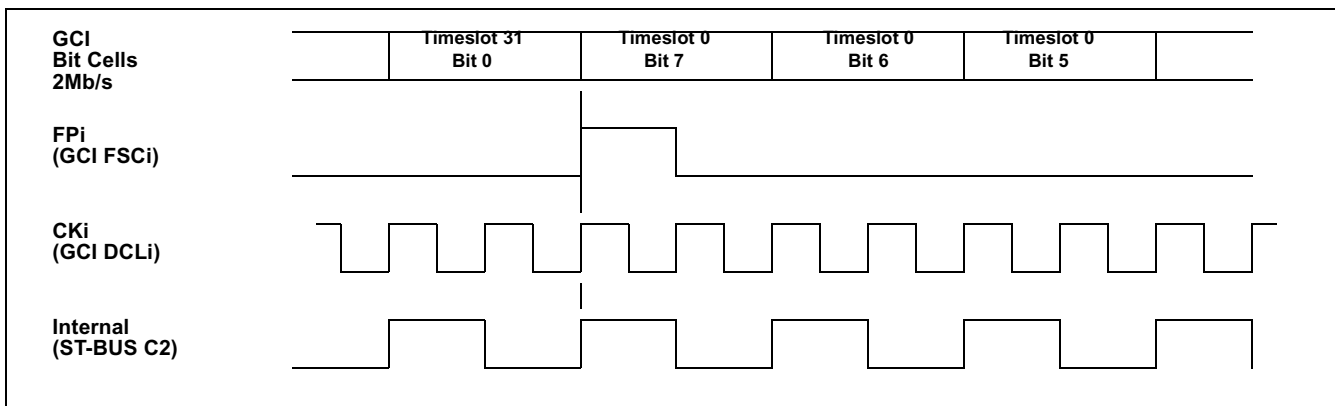 GCI
Bit Cells
2Mb/s
Timeslot 31
Bit 0
Timeslot 0
Bit 7
Timeslot 0
Bit 6
Timeslot 0
Bit 5
FPi
(GCI FSCi)
CKi
(GCI DCLi)
Internal
(ST-BUS C2)